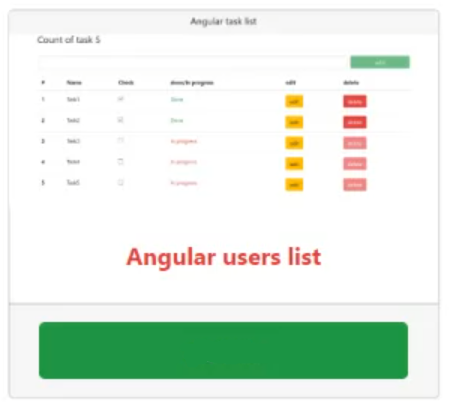 Angular task list
Count of task 5
add
# Name Check done/in progress edit delete
1 Task1 Done edit delete
2 Task2 Done edit delete
3 Task3 In progress edit delete
4 Task4 In progress edit delete
5 Task5 In progress edit delete
Angular users list